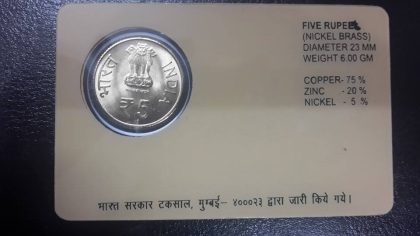 FIVE RUPEE
(NICKEL BRASS)
DIAMETER 23 MM
WEIGHT 6.00 GM
COPPER- 75 %
ZINC - 20 %
NICKEL - 5 %
भारत INDIA
₹ 5
भारत सरकार टकसाल, मुम्बई– ४०००२३ द्वारा जारी किये गये।